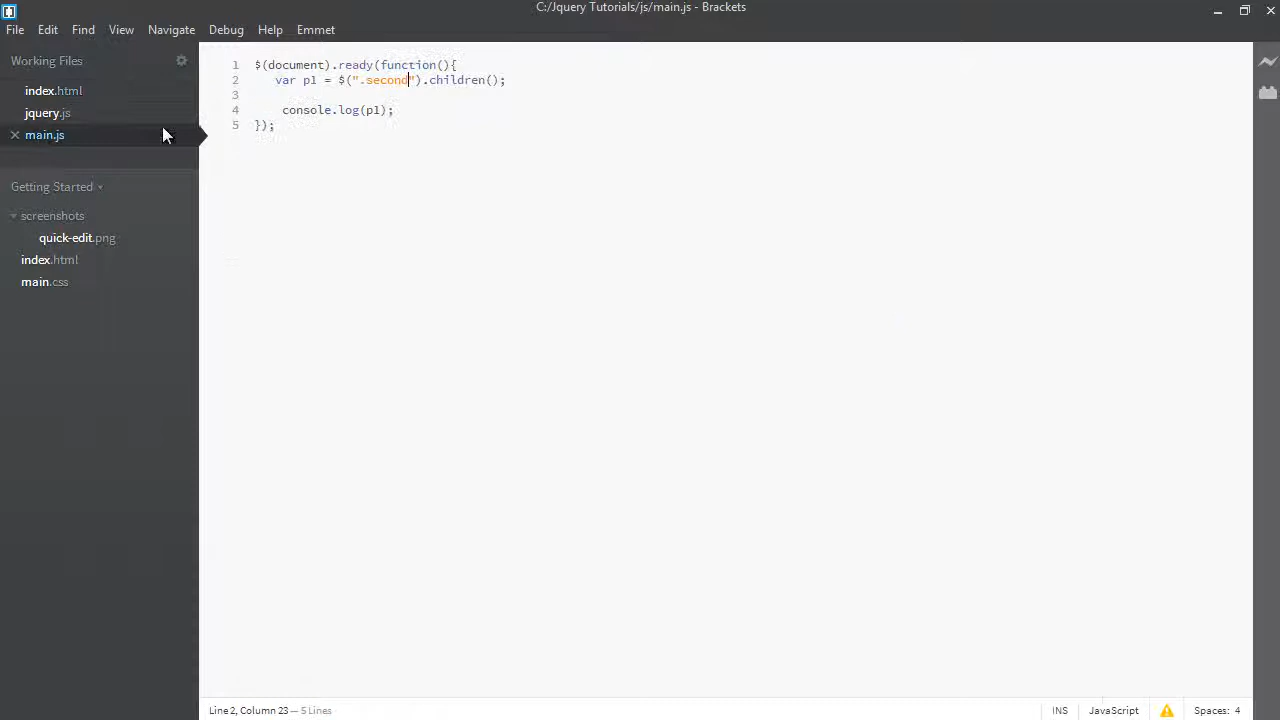 C:/Jquery Tutorials/js/main.js - Brackets
File Edit Find View Navigate Debug Help Emmet
Working Files
index.html
jquery.js
main.js
Getting Started
screenshots
quick-edit.png
index.html
main.css
1 $(document).ready(function(){
2 var p1 = $(".second").children();
3
4 console.log(p1);
5 });
Line 2, Column 23 — 5 Lines INS JavaScript Spaces: 4